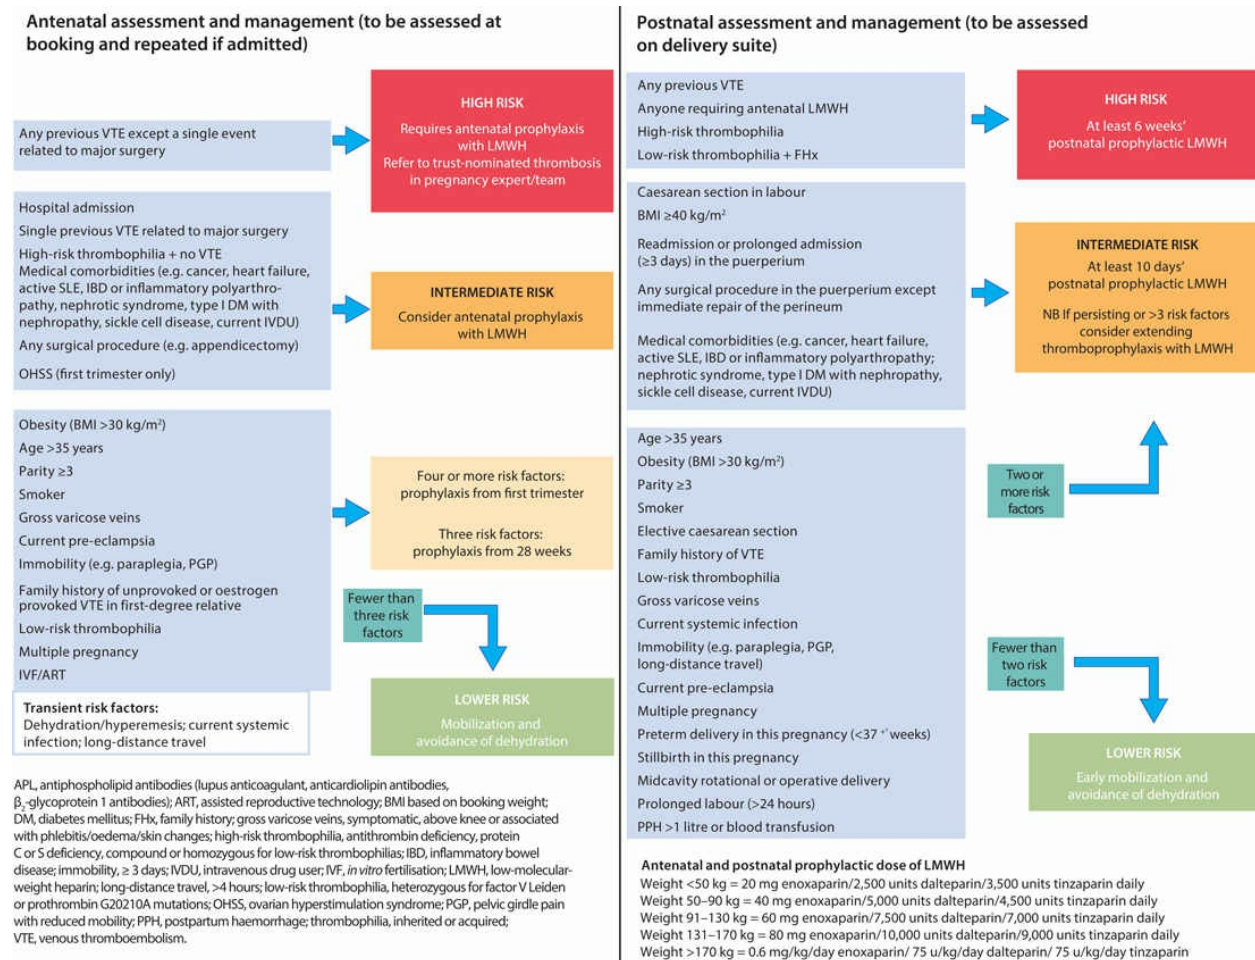 Antenatal assessment and management (to be assessed at
booking and repeated if admitted)
Any previous VTE except a single event
related to major surgery
HIGH RISK
Requires antenatal prophylaxis
with LMWH
Refer to trust-nominated thrombosis
in pregnancy expert/team
Hospital admission
Single previous VTE related to major surgery
High-risk thrombophilia + no VTE
Medical comorbidities (e.g. cancer, heart failure,
active SLE, IBD or inflammatory polyarthro-
pathy, nephrotic syndrome, type I DM with
nephropathy, sickle cell disease, current IVDU)
Any surgical procedure (e.g. appendicectomy)
OHSS (first trimester only)
INTERMEDIATE RISK
Consider antenatal prophylaxis
with LMWH
Obesity (BMI >30 kg/m²)
Age >35 years
Parity ≥3
Smoker
Gross varicose veins
Current pre-eclampsia
Immobility (e.g. paraplegia, PGP)
Family history of unprovoked or oestrogen
provoked VTE in first-degree relative
Low-risk thrombophilia
Multiple pregnancy
IVF/ART
Four or more risk factors:
prophylaxis from first trimester
Three risk factors:
prophylaxis from 28 weeks
Fewer than
three risk
factors
Transient risk factors:
Dehydration/hyperemesis; current systemic
infection; long-distance travel
LOWER RISK
Mobilization and
avoidance of dehydration
APL, antiphospholipid antibodies (lupus anticoagulant, anticardiolipin antibodies,
β₂-glycoprotein 1 antibodies); ART, assisted reproductive technology; BMI based on booking weight;
DM, diabetes mellitus; FHx, family history; gross varicose veins, symptomatic, above knee or associated
with phlebitis/oedema/skin changes; high-risk thrombophilia, antithrombin deficiency, protein
C or S deficiency, compound or homozygous for low-risk thrombophilias; IBD, inflammatory bowel
disease; immobility, ≥ 3 days; IVDU, intravenous drug user; IVF, in vitro fertilisation; LMWH, low-molecular-
weight heparin; long-distance travel, >4 hours; low-risk thrombophilia, heterozygous for factor V Leiden
or prothrombin G20210A mutations; OHSS, ovarian hyperstimulation syndrome; PGP, pelvic girdle pain
with reduced mobility; PPH, postpartum haemorrhage; thrombophilia, inherited or acquired;
VTE, venous thromboembolism.
Postnatal assessment and management (to be assessed
on delivery suite)
Any previous VTE
Anyone requiring antenatal LMWH
High-risk thrombophilia
Low-risk thrombophilia + FHx
HIGH RISK
At least 6 weeks'
postnatal prophylactic LMWH
Caesarean section in labour
BMI ≥40 kg/m²
Readmission or prolonged admission
(≥3 days) in the puerperium
Any surgical procedure in the puerperium except
immediate repair of the perineum
Medical comorbidities (e.g. cancer, heart failure,
active SLE, IBD or inflammatory polyarthropathy;
nephrotic syndrome, type I DM with nephropathy,
sickle cell disease, current IVDU)
INTERMEDIATE RISK
At least 10 days'
postnatal prophylactic LMWH
NB If persisting or >3 risk factors
consider extending
thromboprophylaxis with LMWH
Age >35 years
Obesity (BMI >30 kg/m²)
Parity ≥3
Smoker
Elective caesarean section
Family history of VTE
Low-risk thrombophilia
Gross varicose veins
Current systemic infection
Immobility (e.g. paraplegia, PGP,
long-distance travel)
Current pre-eclampsia
Multiple pregnancy
Preterm delivery in this pregnancy (<37 weeks)
Stillbirth in this pregnancy
Midcavity rotational or operative delivery
Prolonged labour (>24 hours)
PPH >1 litre or blood transfusion
Two or
more risk
factors
Fewer than
two risk
factors
LOWER RISK
Early mobilization and
avoidance of dehydration
Antenatal and postnatal prophylactic dose of LMWH
Weight <50 kg = 20 mg enoxaparin/2,500 units dalteparin/3,500 units tinzaparin daily
Weight 50–90 kg = 40 mg enoxaparin/5,000 units dalteparin/4,500 units tinzaparin daily
Weight 91–130 kg = 60 mg enoxaparin/7,500 units dalteparin/7,000 units tinzaparin daily
Weight 131–170 kg = 80 mg enoxaparin/10,000 units dalteparin/9,000 units tinzaparin daily
Weight >170 kg = 0.6 mg/kg/day enoxaparin/ 75 u/kg/day dalteparin/ 75 u/kg/day tinzaparin